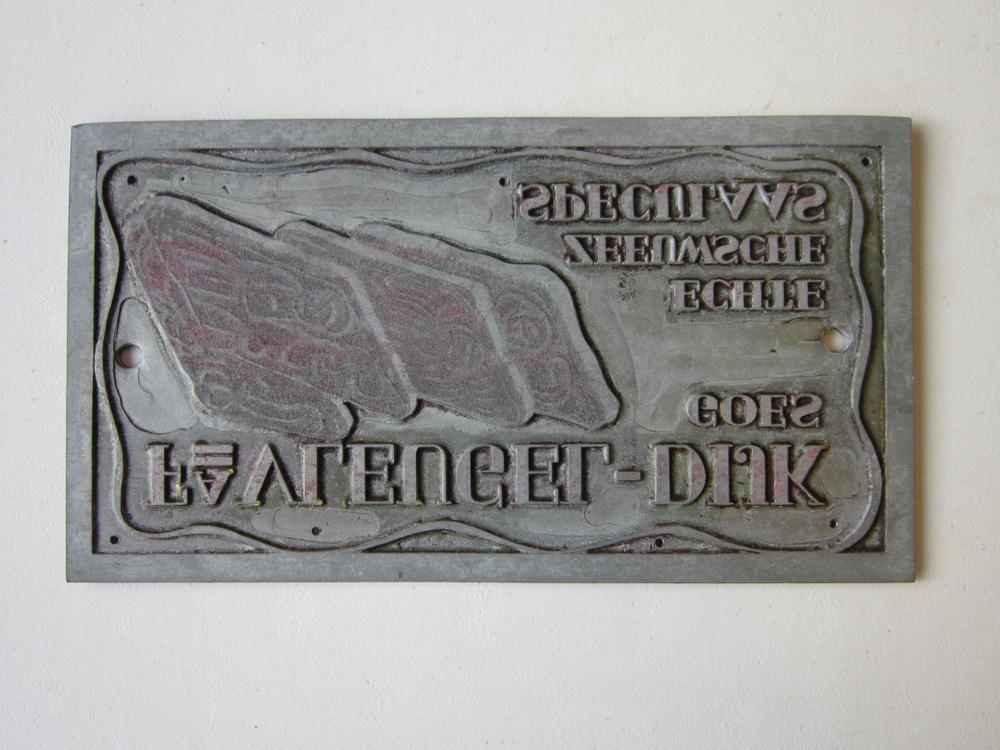 FA VLEUGEL-DIJK
GOES
ECHTE
ZEEUWSCHE
SPECULAAS